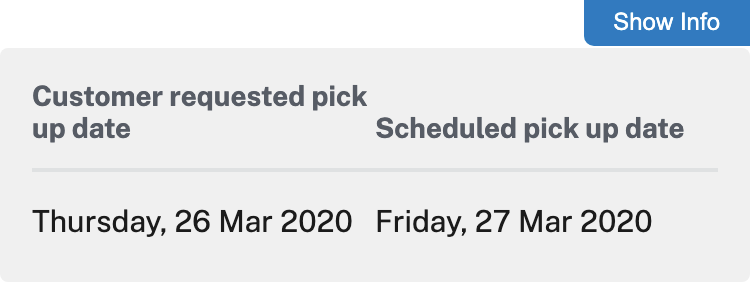 Show Info
Customer requested pick
up date
Scheduled pick up date
Thursday, 26 Mar 2020
Friday, 27 Mar 2020